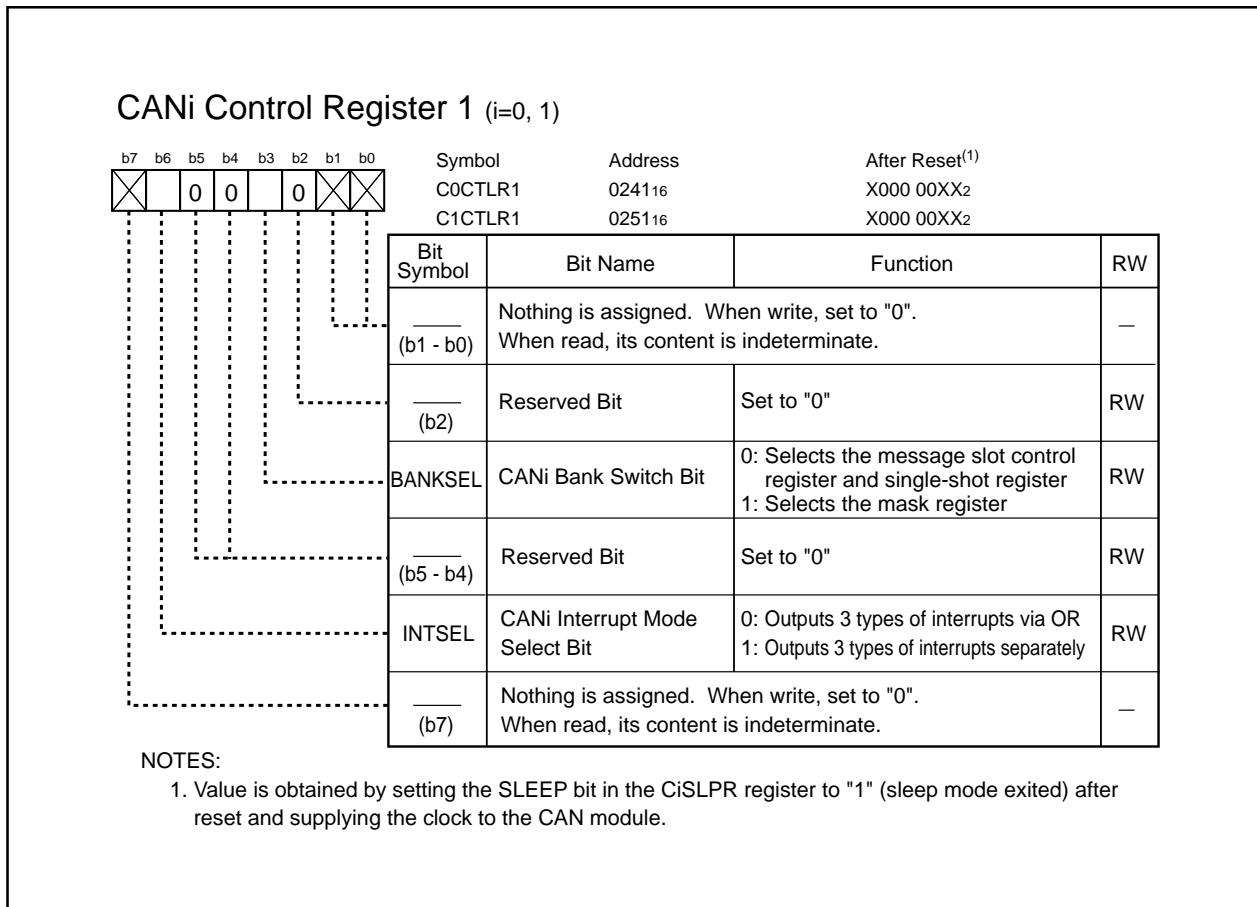 CANi Control Register 1 (i=0, 1)
b7 b6 b5 b4 b3 b2 b1 b0
0 0 0
Symbol Address After Reset(1)
C0CTLR1 024116 X000 00XX2
C1CTLR1 025116 X000 00XX2
Bit Symbol Bit Name Function RW
(b1 - b0) Nothing is assigned. When write, set to "0".
When read, its content is indeterminate. —
(b2) Reserved Bit Set to "0" RW
BANKSEL CANi Bank Switch Bit 0: Selects the message slot control
register and single-shot register
1: Selects the mask register RW
(b5 - b4) Reserved Bit Set to "0" RW
INTSEL CANi Interrupt Mode
Select Bit 0: Outputs 3 types of interrupts via OR
1: Outputs 3 types of interrupts separately RW
(b7) Nothing is assigned. When write, set to "0".
When read, its content is indeterminate. —
NOTES:
1. Value is obtained by setting the SLEEP bit in the CiSLPR register to "1" (sleep mode exited) after
reset and supplying the clock to the CAN module.